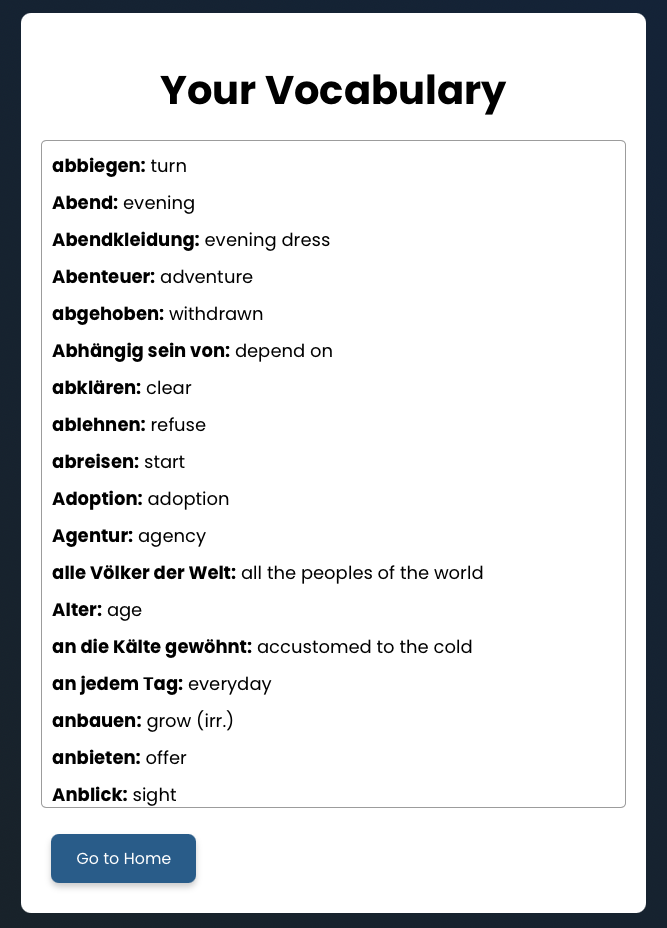 Your Vocabulary
abbiegen: turn
Abend: evening
Abendkleidung: evening dress
Abenteuer: adventure
abgehoben: withdrawn
Abhängig sein von: depend on
abklären: clear
ablehnen: refuse
abreisen: start
Adoption: adoption
Agentur: agency
alle Völker der Welt: all the peoples of the world
Alter: age
an die Kälte gewöhnt: accustomed to the cold
an jedem Tag: everyday
anbauen: grow (irr.)
anbieten: offer
Anblick: sight
Go to Home